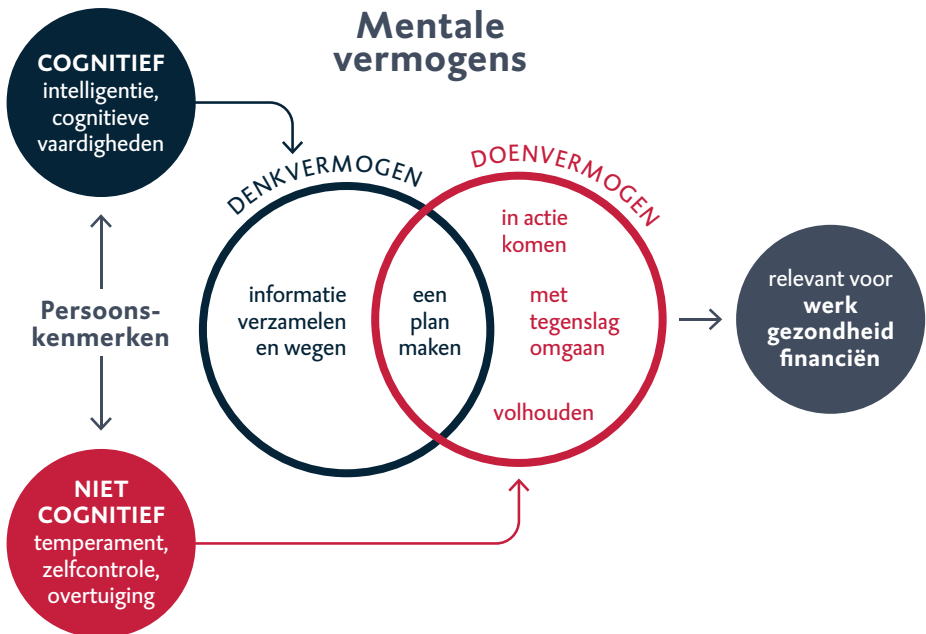 Mentale
vermogens
COGNITIEF
intelligentie,
cognitieve
vaardigheden
Persoons-
kenmerken
NIET
COGNITIEF
temperament,
zelfcontrole,
overtuiging
DENKVERMOGEN
informatie
verzamelen
en wegen
een
plan
maken
DOENVERMOGEN
in actie
komen
met
tegenslag
omgaan
volhouden
relevant voor
werk
gezondheid
financiën